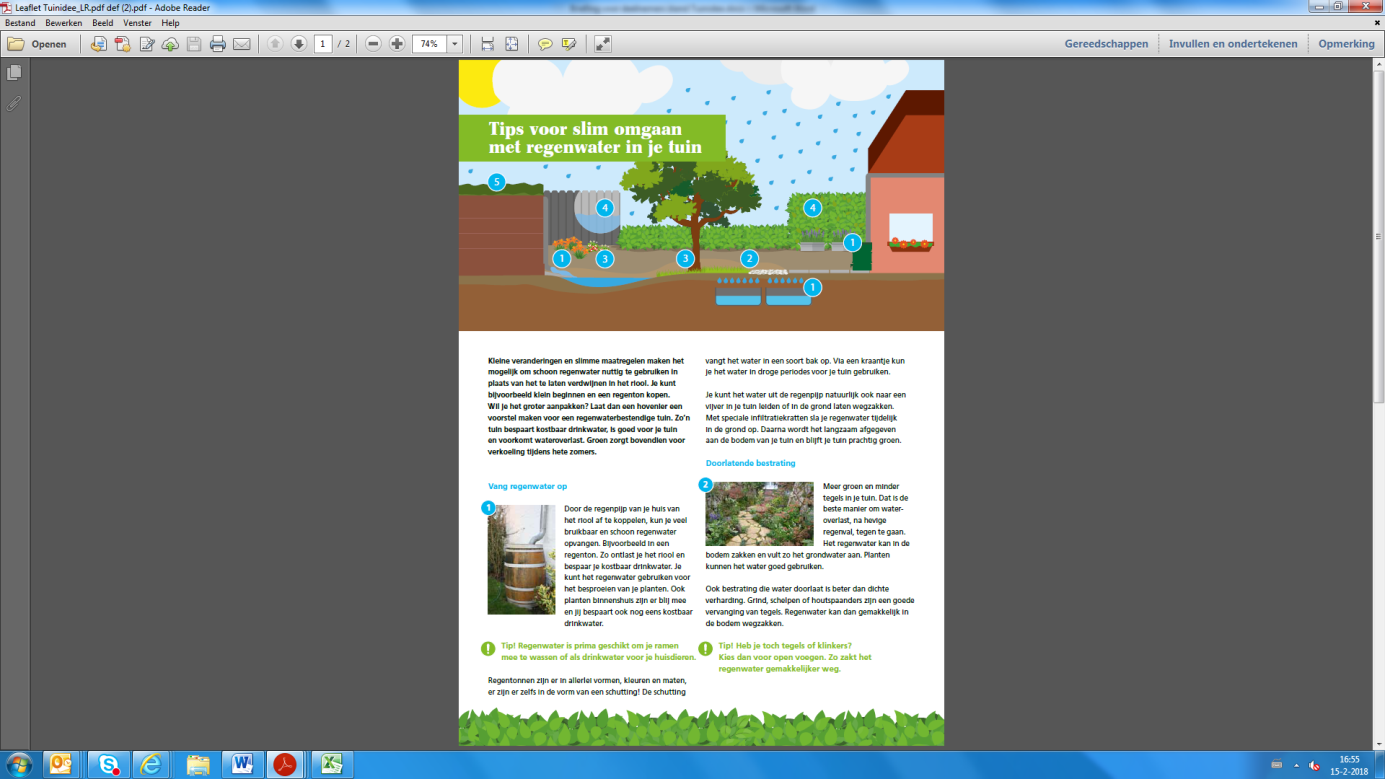 Leaflet Tuinidee_LR.pdf def (2).pdf - Adobe Reader
Bestand Bewerken Beeld Venster Help
Openen
1 / 2
74%
Gereedschappen
Invullen en ondertekenen
Opmerking
Tips voor slim omgaan
met regenwater in je tuin
5
4
4
1
1
3
3
2
1
Kleine veranderingen en slimme maatregelen maken het
mogelijk om schoon regenwater nuttig te gebruiken in
plaats van het te laten verdwijnen in het riool. Je kunt
bijvoorbeeld klein beginnen en een regenton kopen.
Wil je het groter aanpakken? Laat dan een hovenier een
voorstel maken voor een regenwaterbestendige tuin. Zo'n
tuin bespaart kostbaar drinkwater, is goed voor je tuin
en voorkomt wateroverlast. Groen zorgt bovendien voor
verkoeling tijdens hete zomers.
Vang regenwater op
1
Door de regenpijp van je huis van
het riool af te koppelen, kun je veel
bruikbaar en schoon regenwater
opvangen. Bijvoorbeeld in een
regenton. Zo ontlast je het riool en
bespaar je kostbaar drinkwater. Je
kunt het regenwater gebruiken voor
het besproeien van je planten. Ook
planten binnenshuis zijn er blij mee
en jij bespaart ook nog eens kostbaar
drinkwater.
Tip! Regenwater is prima geschikt om je ramen
mee te wassen of als drinkwater voor je huisdieren.
Regentonnen zijn er in allerlei vormen, kleuren en maten,
er zijn er zelfs in de vorm van een schutting! De schutting
vangt het water in een soort bak op. Via een kraantje kun
je het water in droge periodes voor je tuin gebruiken.
Je kunt het water uit de regenpijp natuurlijk ook naar een
vijver in je tuin leiden of in de grond laten wegzakken.
Met speciale infiltratiekratten sla je regenwater tijdelijk
in de grond op. Daarna wordt het langzaam afgegeven
aan de bodem van je tuin en blijft je tuin prachtig groen.
Doorlatende bestrating
2
Meer groen en minder
tegels in je tuin. Dat is de
beste manier om water-
overlast, na hevige
regenval, tegen te gaan.
Het regenwater kan in de
bodem zakken en vult zo het grondwater aan. Planten
kunnen het water goed gebruiken.
Ook bestrating die water doorlaat is beter dan dichte
verharding. Grind, schelpen of houtspaanders zijn een goede
vervanging van tegels. Regenwater kan dan gemakkelijk in
de bodem wegzakken.
Tip! Heb je toch tegels of klinkers?
Kies dan voor open voegen. Zo zakt het
regenwater gemakkelijker weg.
16:55
15-2-2018